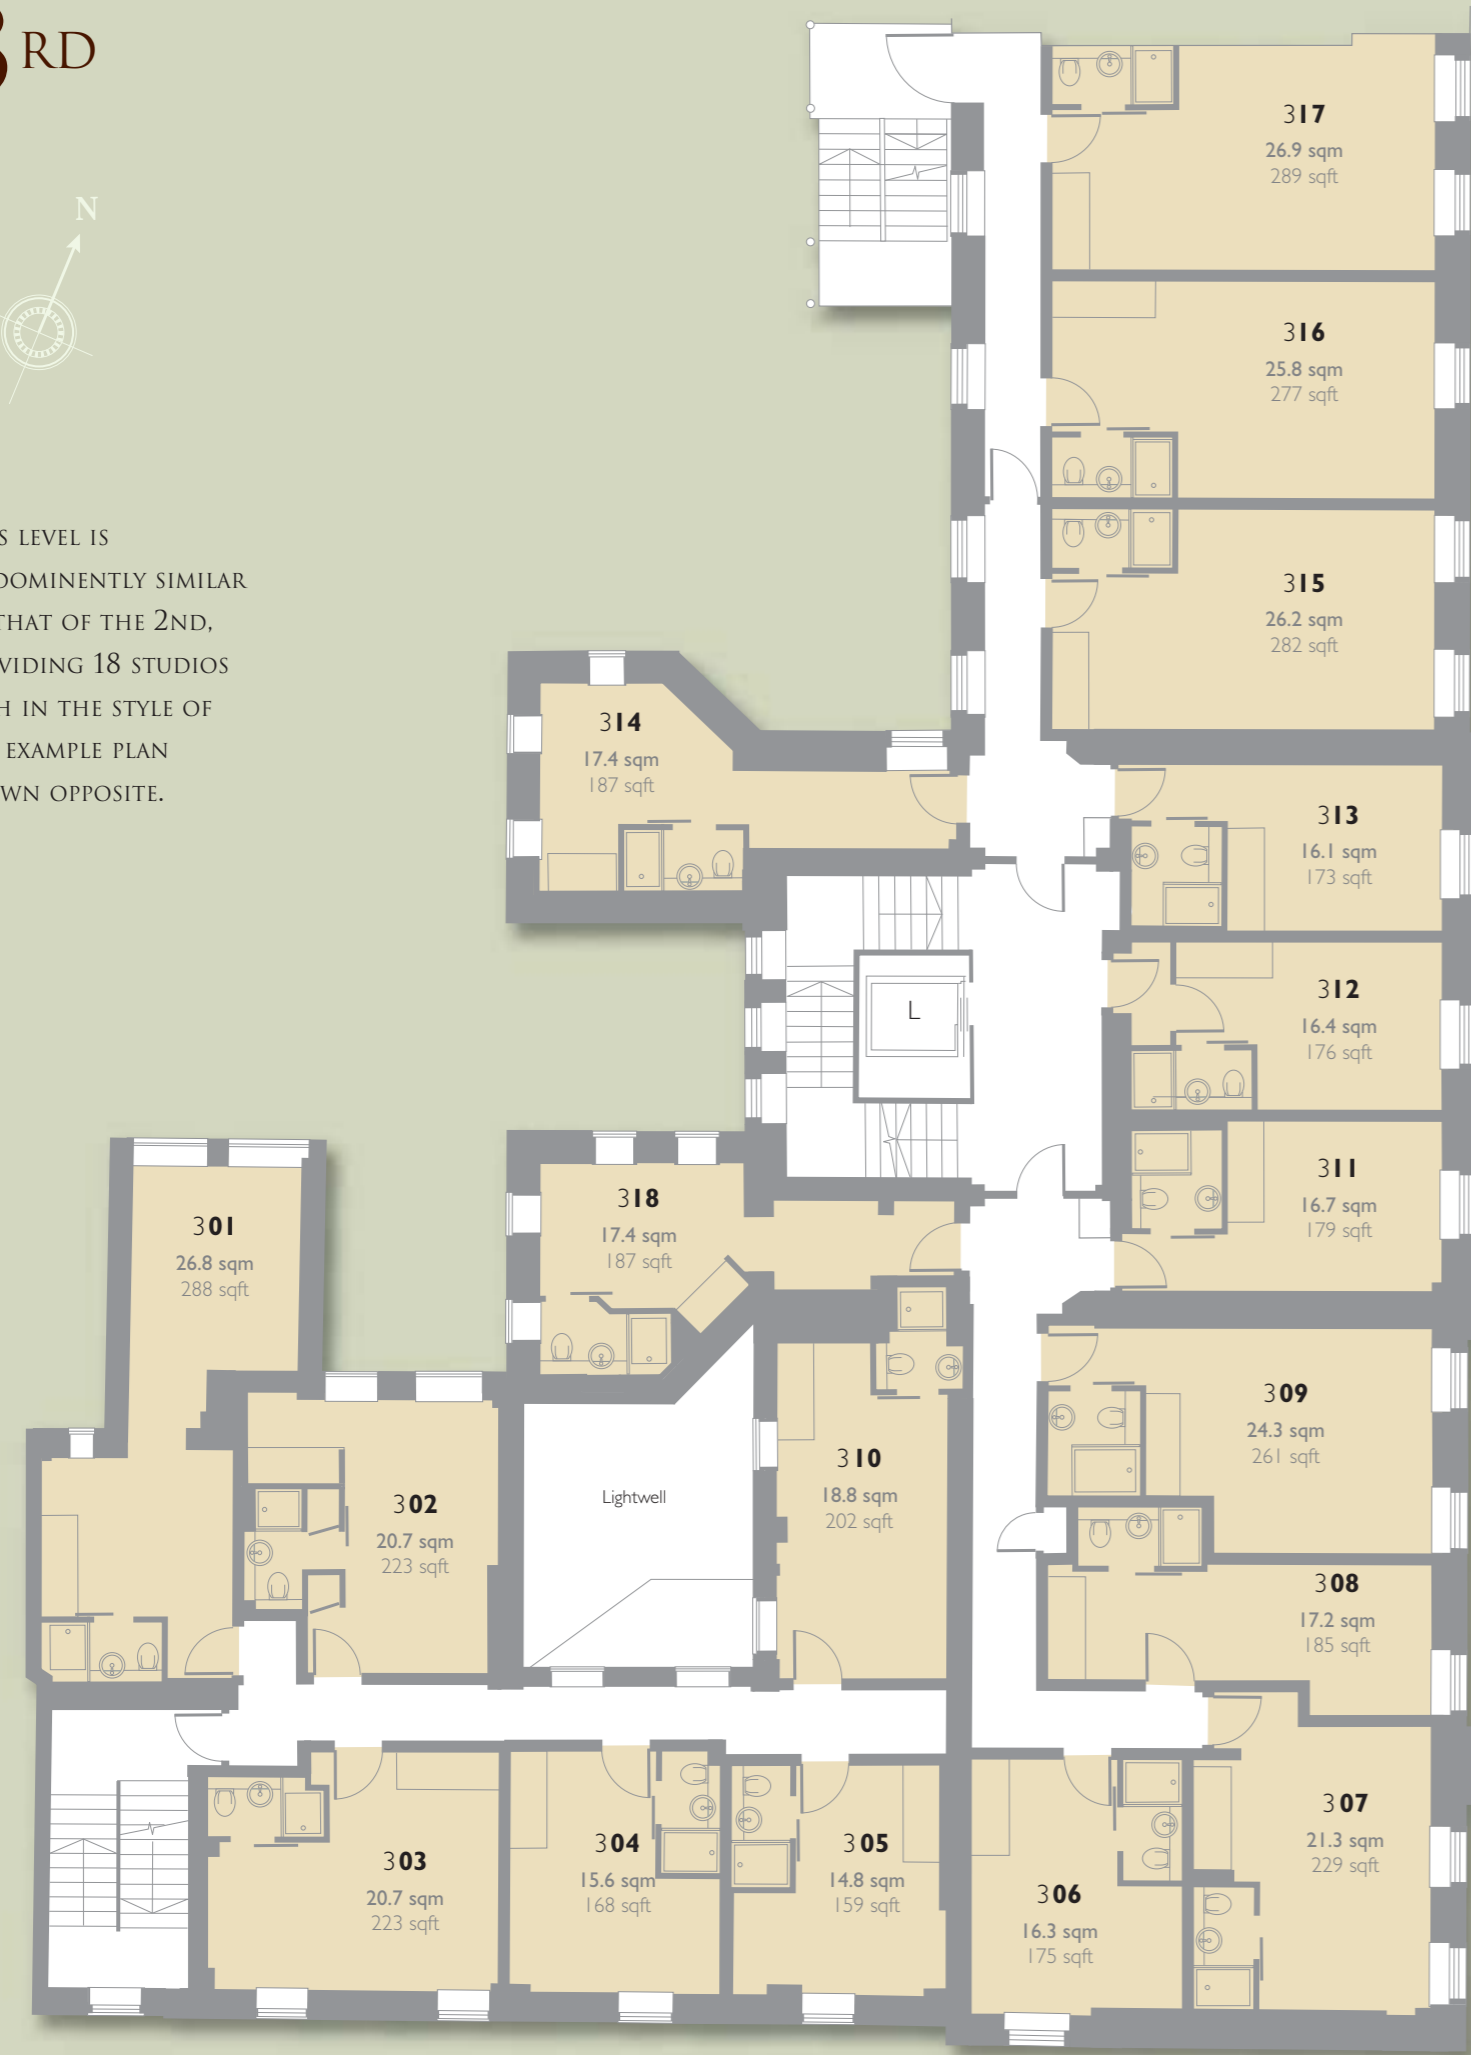 RD
N
S LEVEL IS
DOMINENTLY SIMILAR
THAT OF THE 2ND,
VIDING 18 STUDIOS
H IN THE STYLE OF
EXAMPLE PLAN
WN OPPOSITE.
317
26.9 sqm
289 sqft
316
25.8 sqm
277 sqft
315
26.2 sqm
282 sqft
314
17.4 sqm
187 sqft
313
16.1 sqm
173 sqft
312
16.4 sqm
176 sqft
L
311
16.7 sqm
179 sqft
318
17.4 sqm
187 sqft
301
26.8 sqm
288 sqft
309
24.3 sqm
261 sqft
310
18.8 sqm
202 sqft
Lightwell
302
20.7 sqm
223 sqft
308
17.2 sqm
185 sqft
307
21.3 sqm
229 sqft
303
20.7 sqm
223 sqft
304
15.6 sqm
168 sqft
305
14.8 sqm
159 sqft
306
16.3 sqm
175 sqft